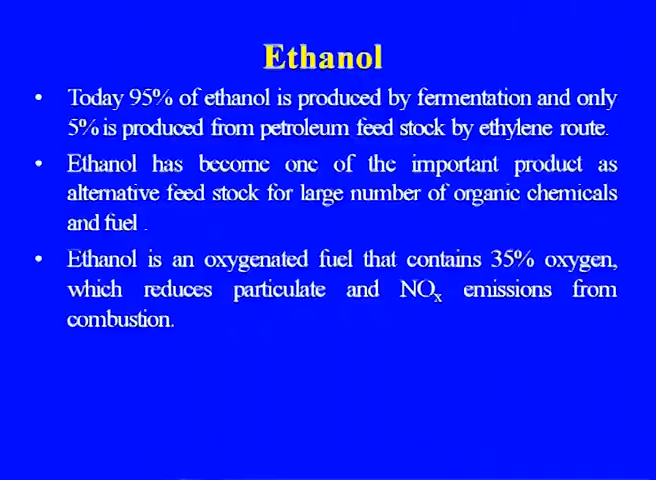 Ethanol
• Today 95% of ethanol is produced by fermentation and only
5% is produced from petroleum feed stock by ethylene route.
• Ethanol has become one of the important product as
alternative feed stock for large number of organic chemicals
and fuel .
• Ethanol is an oxygenated fuel that contains 35% oxygen,
which reduces particulate and NOx emissions from
combustion.